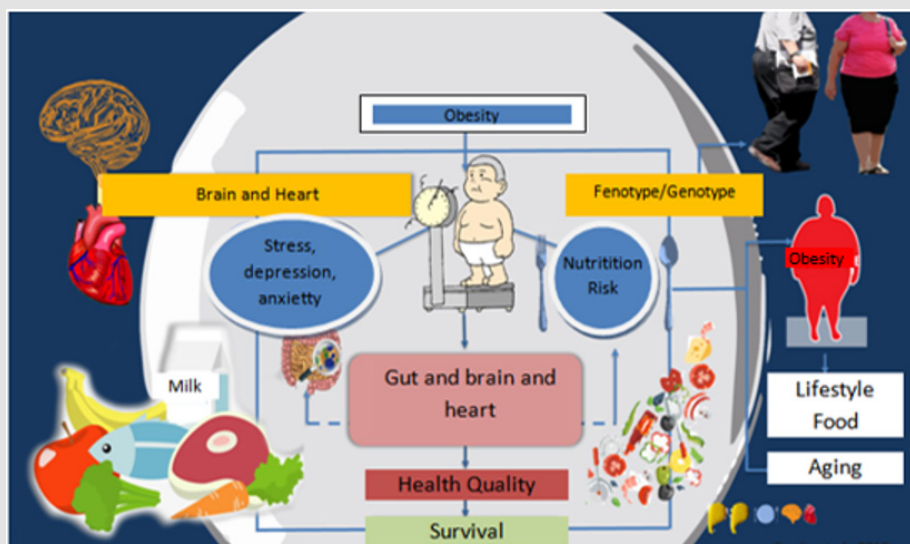 Obesity
Brain and Heart
Fenotype/Genotype
Stress,
depression,
anxietty
Nutritition
Risk
Obesity
Milk
Gut and brain and
heart
Lifestyle
Food
Aging
Health Quality
Survival